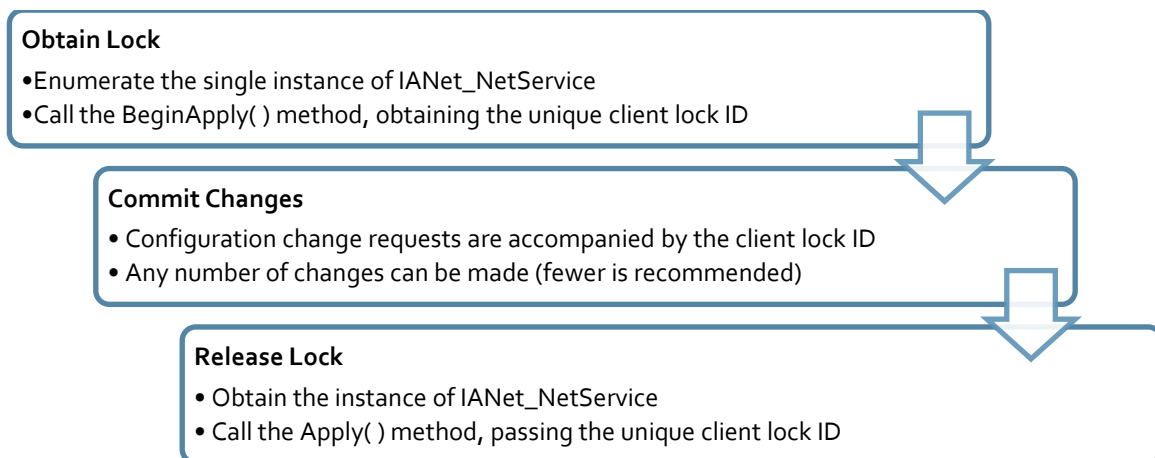 Obtain Lock
•Enumerate the single instance of IANet_NetService
•Call the BeginApply( ) method, obtaining the unique client lock ID
Commit Changes
• Configuration change requests are accompanied by the client lock ID
• Any number of changes can be made (fewer is recommended)
Release Lock
• Obtain the instance of IANet_NetService
• Call the Apply( ) method, passing the unique client lock ID